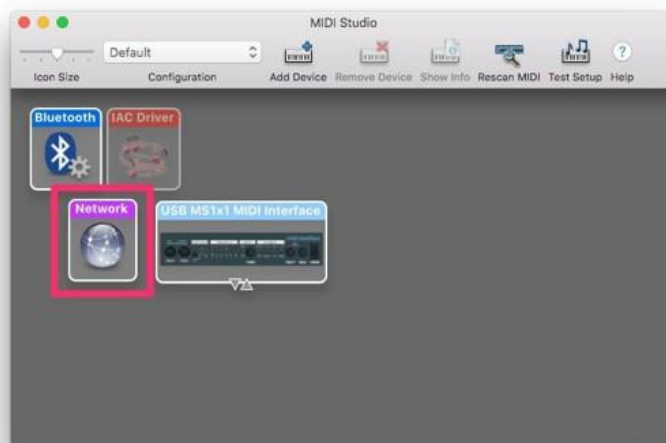 MIDI Studio
Default
Icon Size Configuration Add Device Remove Device Show Info Rescan MIDI Test Setup Help
Bluetooth IAC Driver
Network USB MS1x1 MIDI Interface